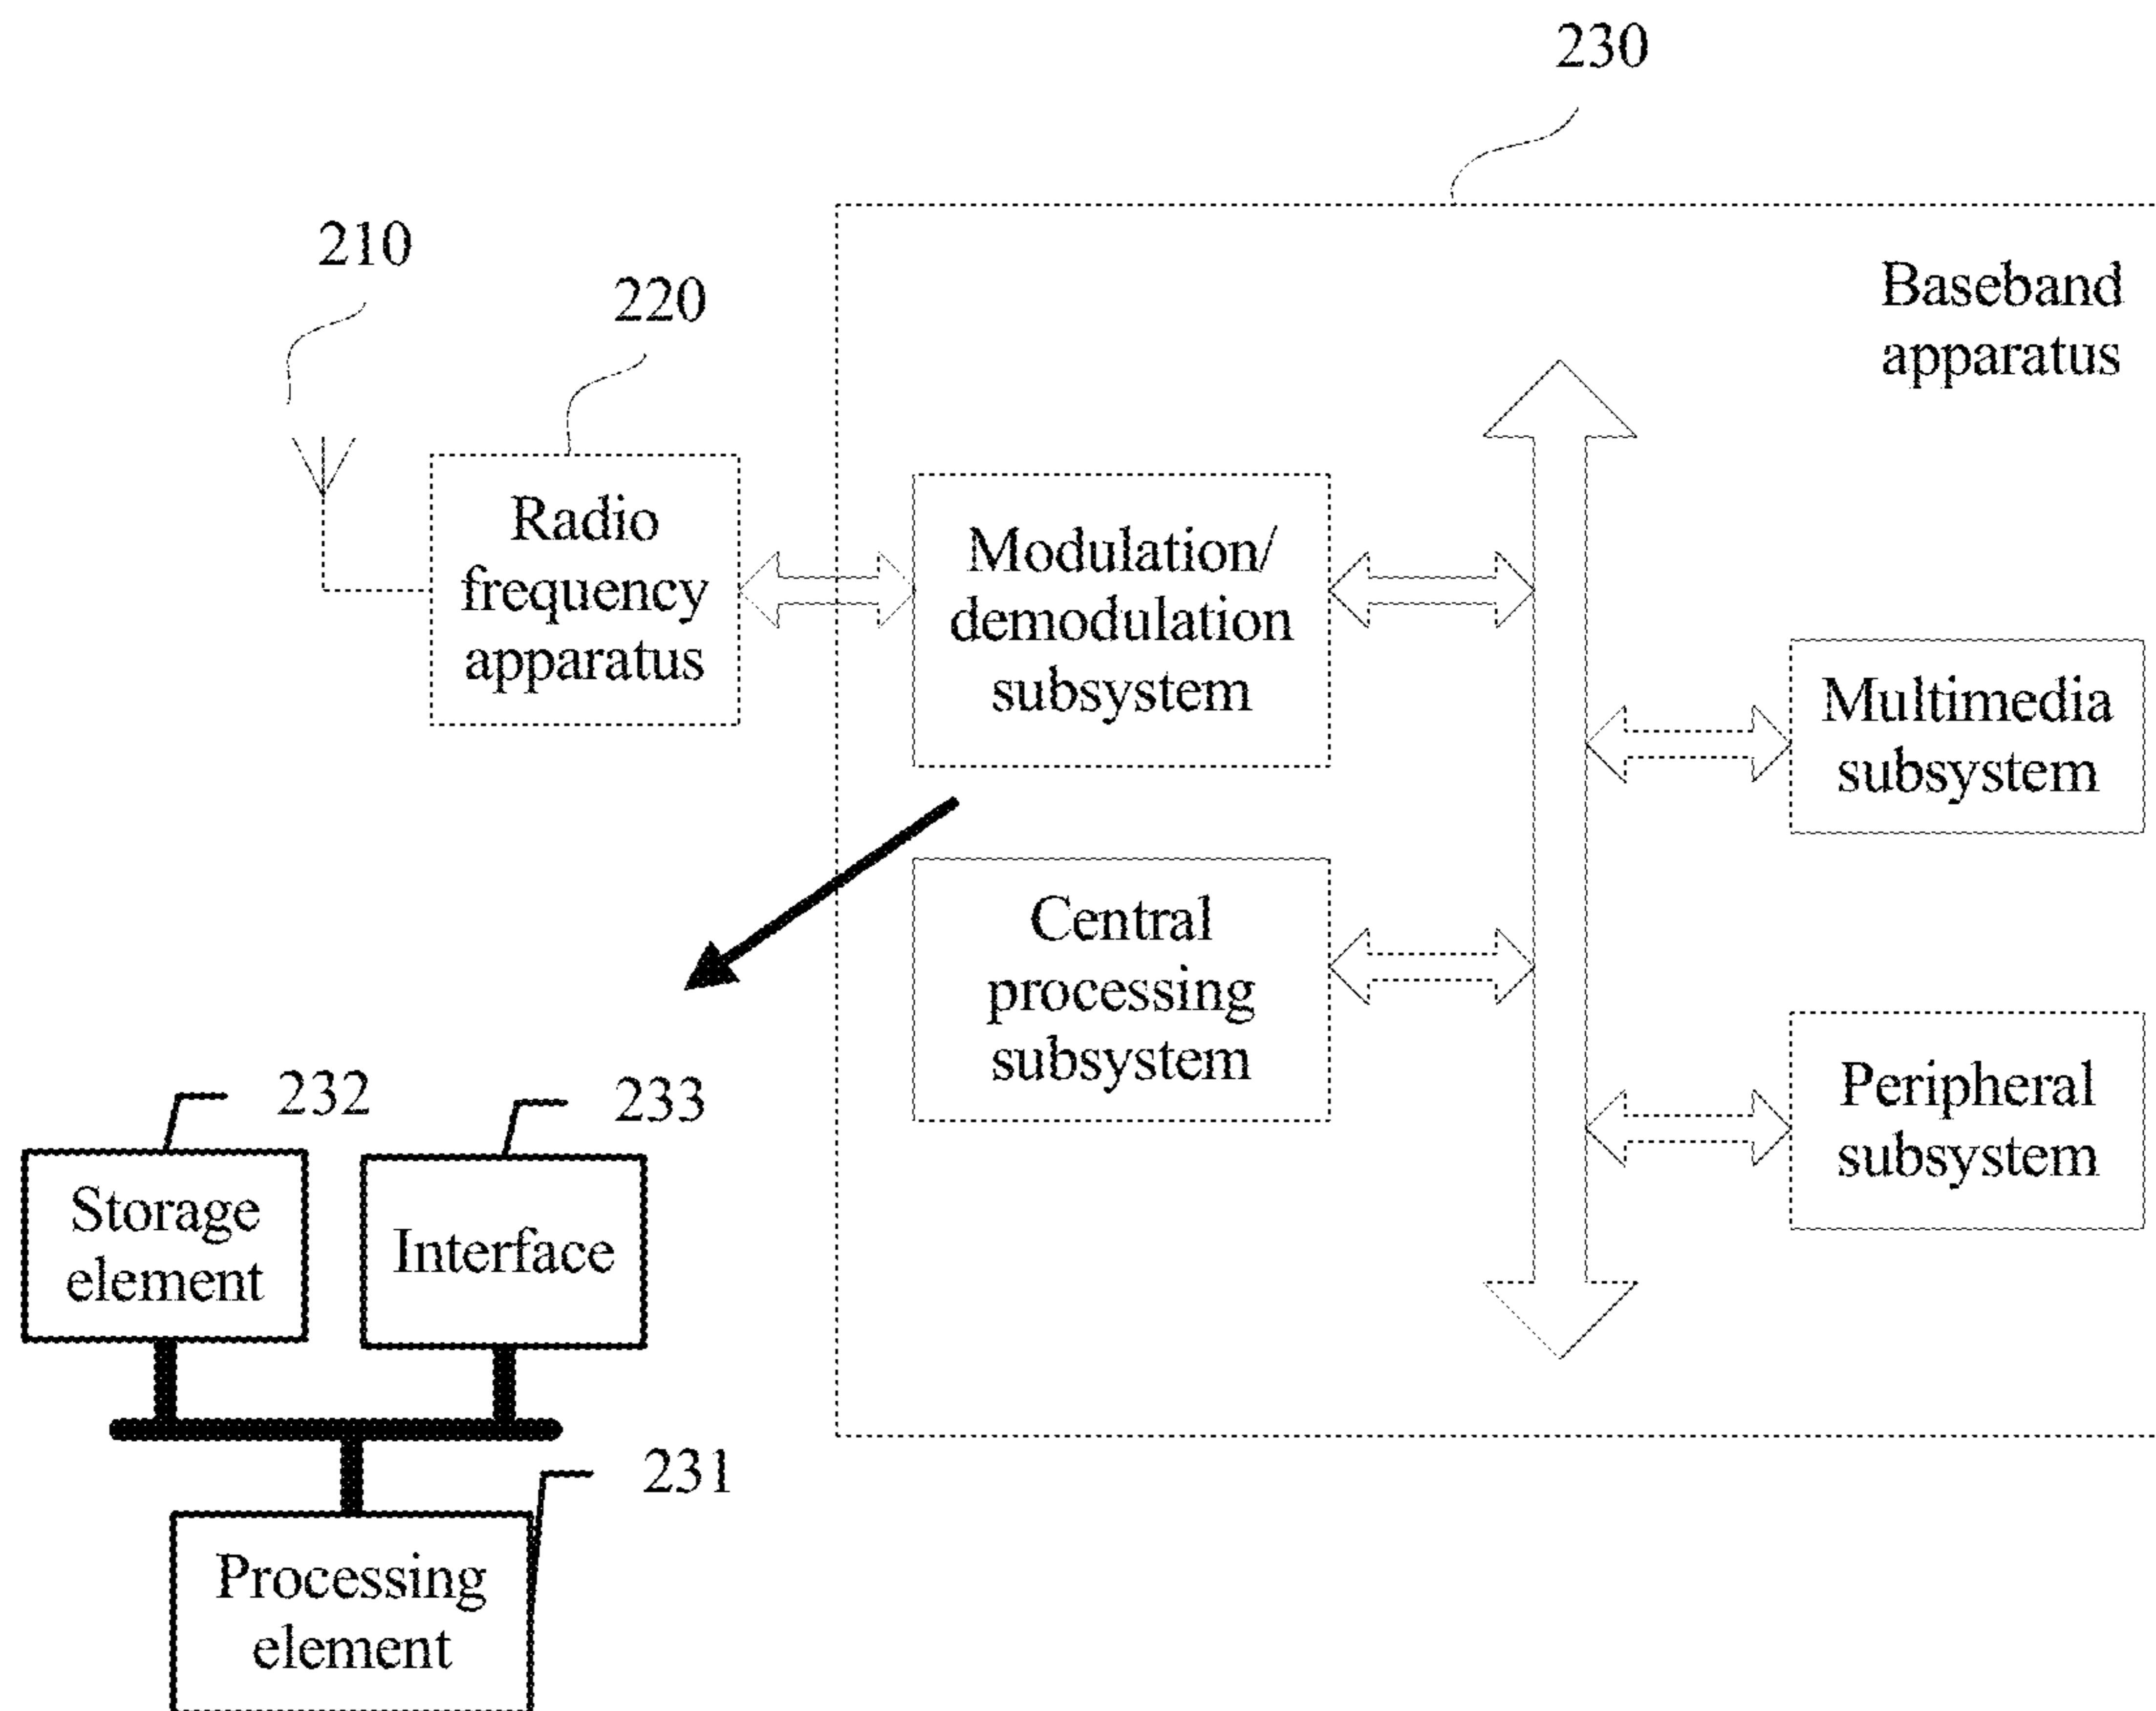 230
210
220
Baseband
apparatus
Radio
frequency
apparatus
Modulation/
demodulation
subsystem
Multimedia
subsystem
Central
processing
subsystem
Peripheral
subsystem
232
233
Storage
element
Interface
231
Processing
element